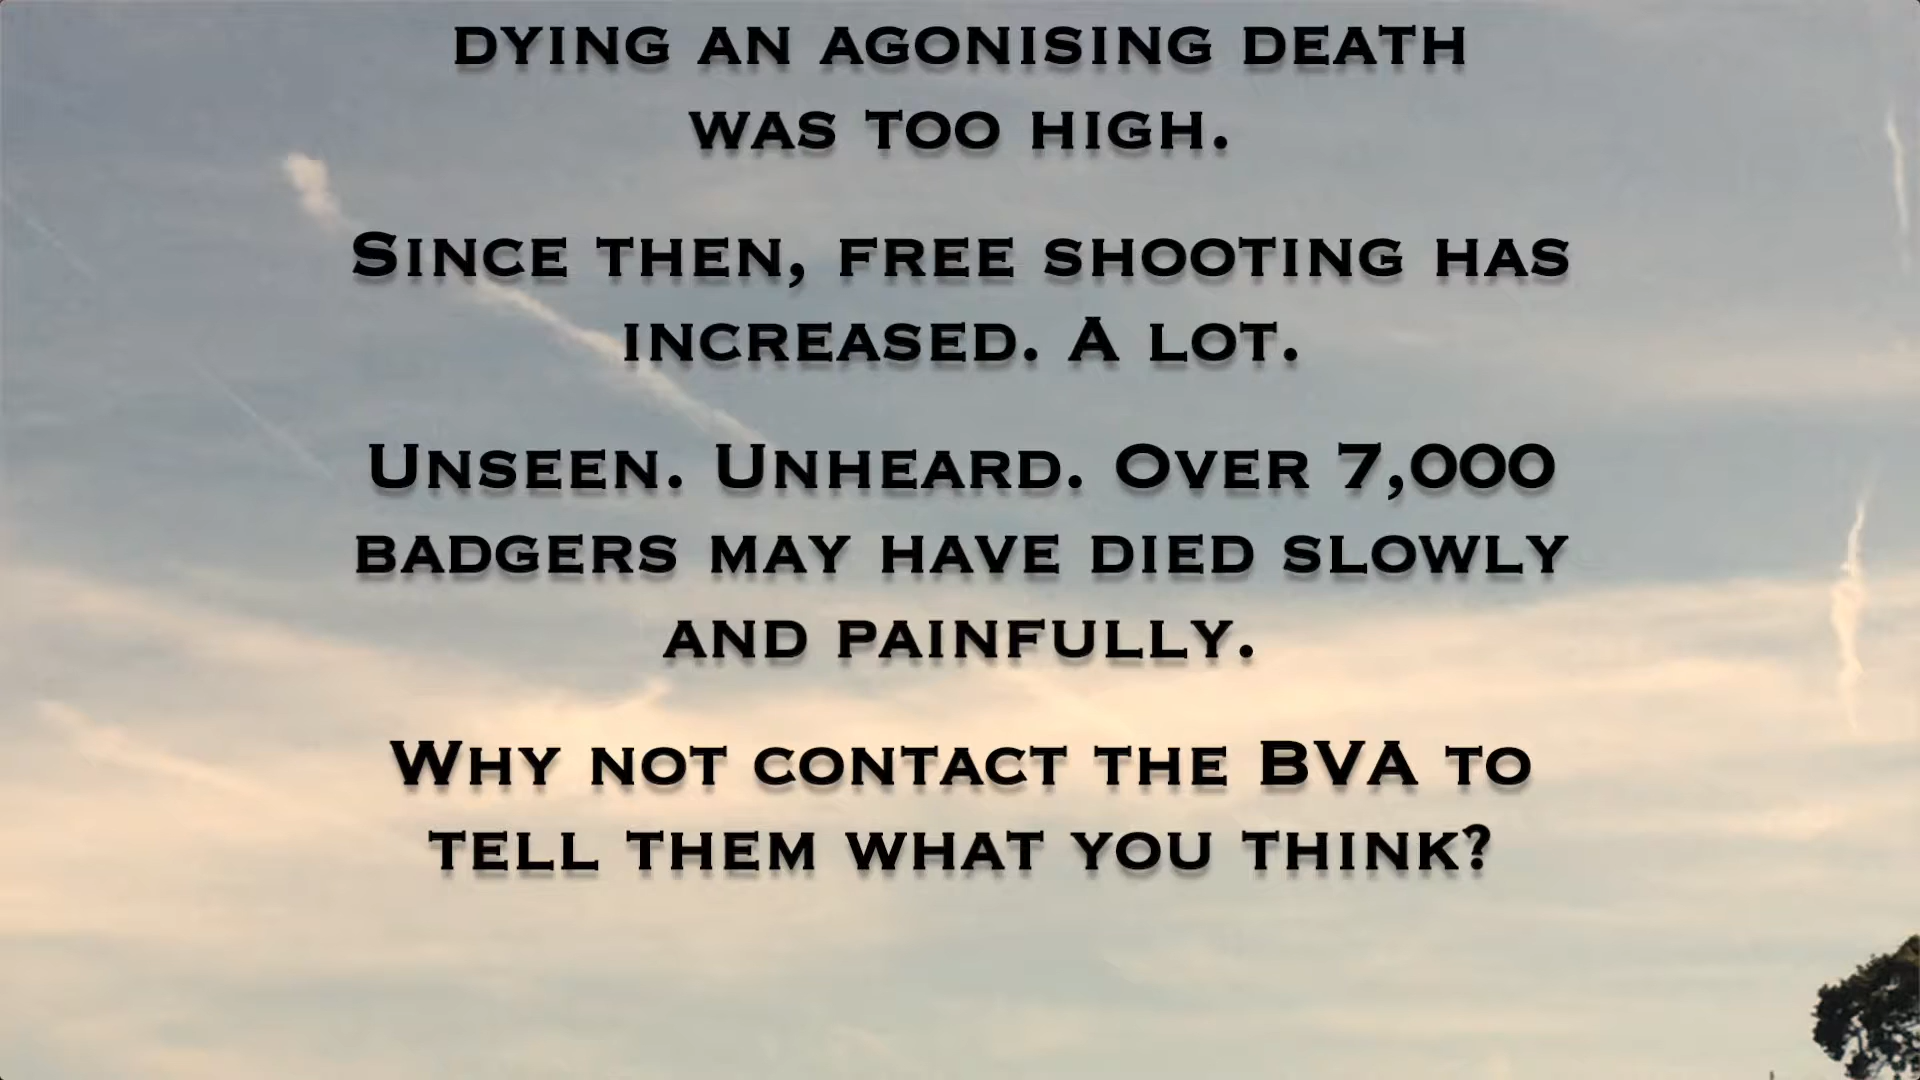 DYING AN AGONISING DEATH
WAS TOO HIGH.
SINCE THEN, FREE SHOOTING HAS
INCREASED. A LOT.
UNSEEN. UNHEARD. OVER 7,000
BADGERS MAY HAVE DIED SLOWLY
AND PAINFULLY.
WHY NOT CONTACT THE BVA TO
TELL THEM WHAT YOU THINK?